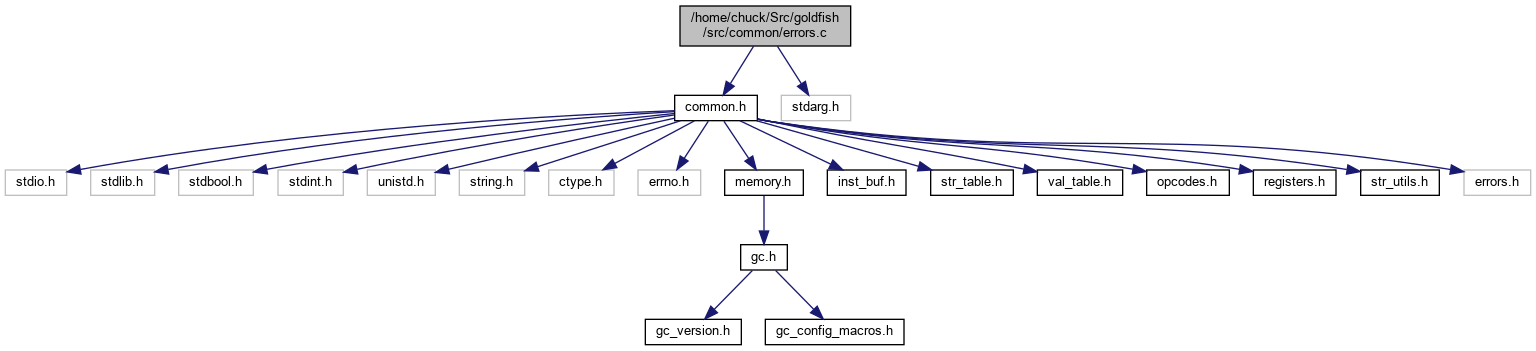 /home/chuck/Src/goldfish
/src/common/errors.c
common.h
stdarg.h
stdio.h
stdlib.h
stdbool.h
stdint.h
unistd.h
string.h
ctype.h
errno.h
memory.h
inst_buf.h
str_table.h
val_table.h
opcodes.h
registers.h
str_utils.h
errors.h
gc.h
gc_version.h
gc_config_macros.h